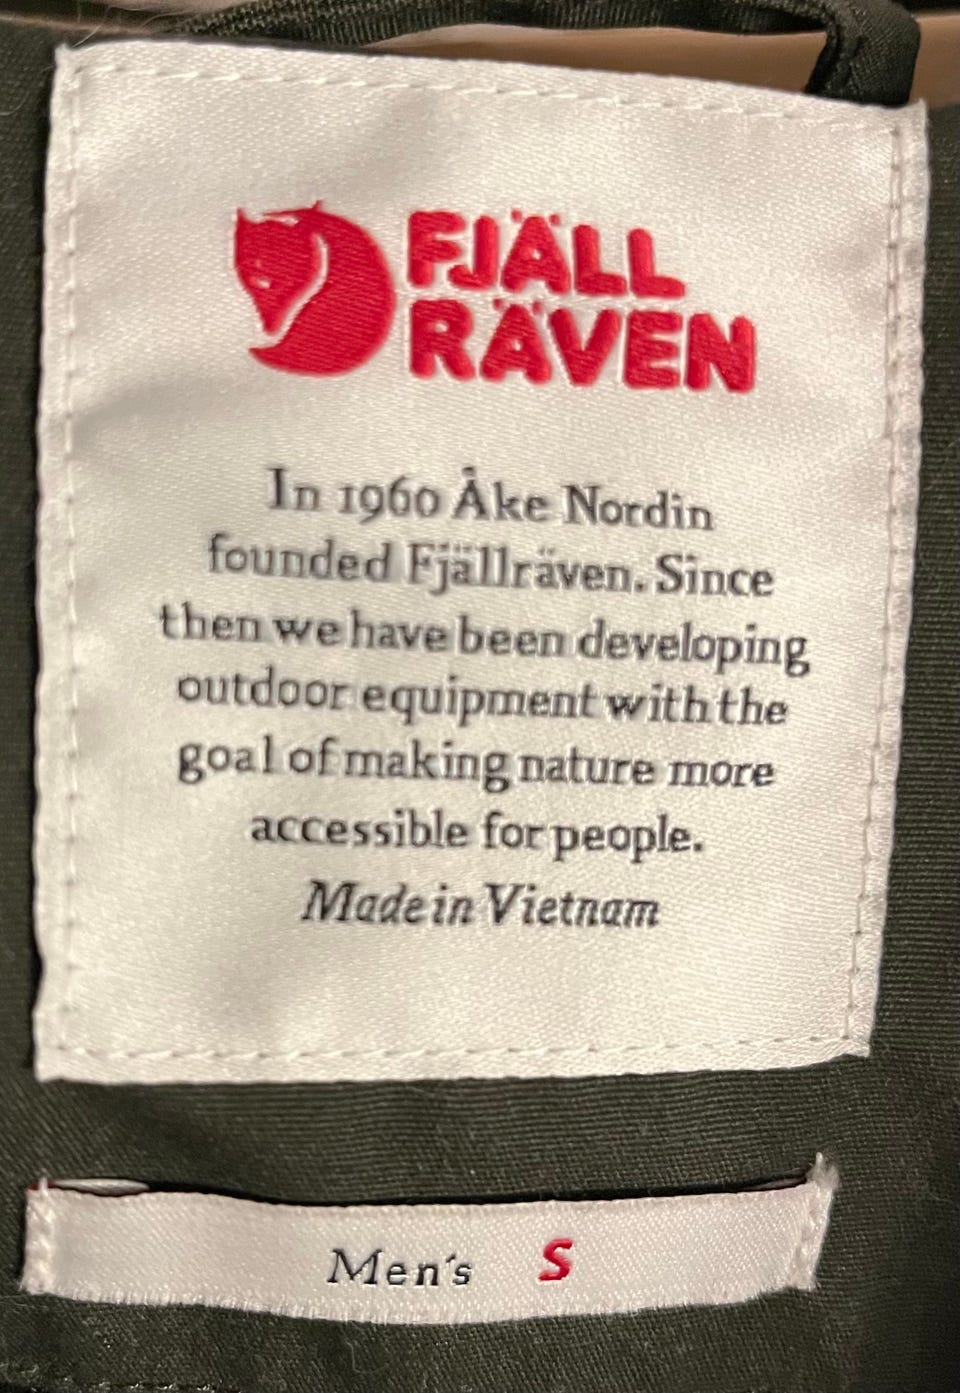 FJÄLL
RÄVEN
In 1960 Åke Nordin
founded Fjällräven. Since
then we have been developing
outdoor equipment with the
goal of making nature more
accessible for people.
Made in Vietnam
Men's S